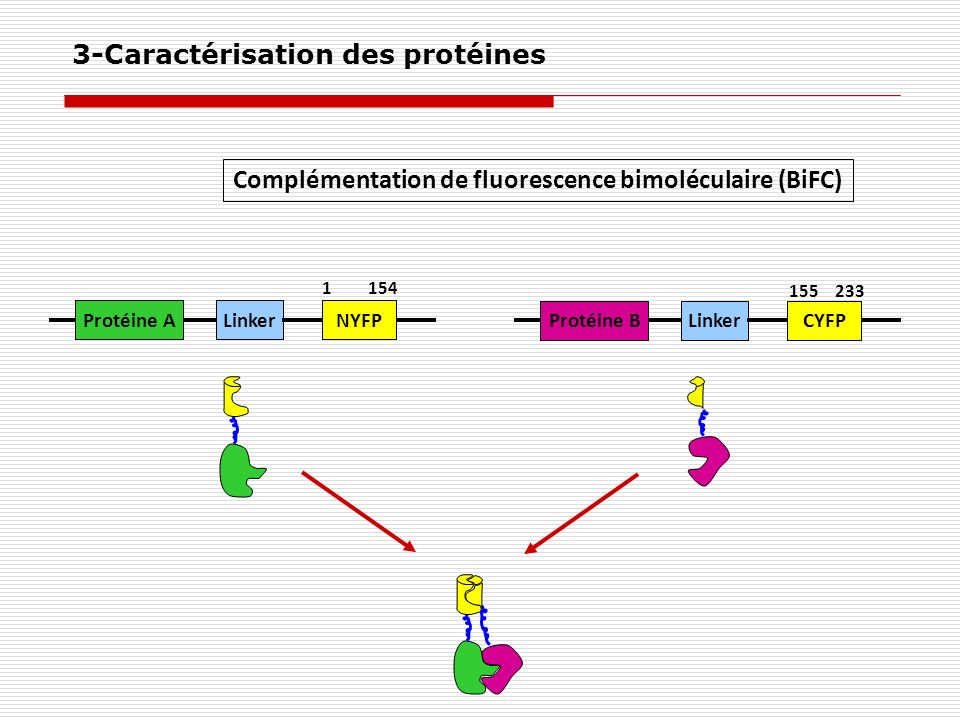 3-Caractérisation des protéines
Complémentation de fluorescence bimoléculaire (BiFC)
1 154
Protéine A Linker NYFP
155 233
Protéine B Linker CYFP